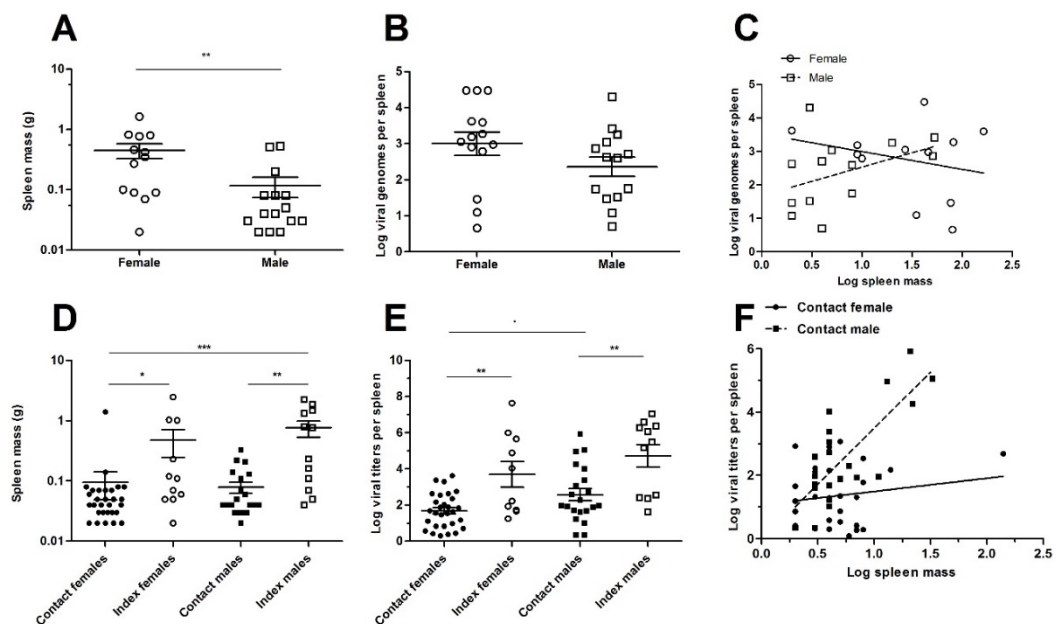 A
B
C
**
Spleen mass (g)
10
1
0.1
0.01
Female
Male
Log viral genomes per spleen
5
4
3
2
1
0
Female
Male
Female
Male
Log viral genomes per spleen
5
4
3
2
1
0
0.0
0.5
1.0
1.5
2.0
2.5
Log spleen mass
D
E
F
***
*
**
Spleen mass (g)
10
1
0.1
0.01
Contact females
Index females
Contact males
Index males
**
**
Log viral titers per spleen
10
8
6
4
2
0
Contact females
Index females
Contact males
Index males
Contact female
Contact male
Log viral titers per spleen
6
4
2
0
0.0
0.5
1.0
1.5
2.0
2.5
Log spleen mass